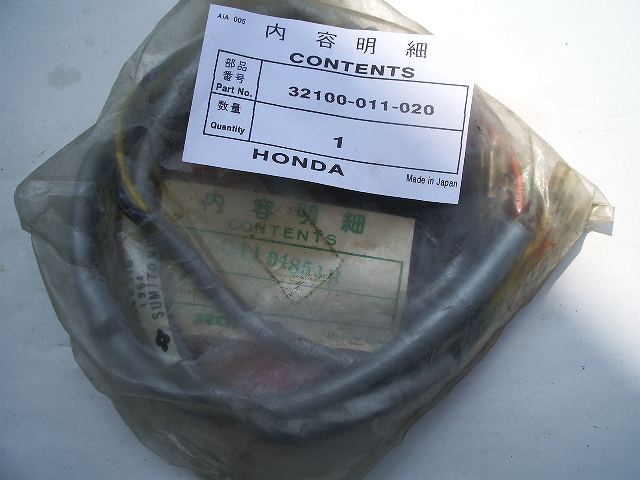 AIA 005
内容明細
CONTENTS
部品
番号
Part No.
32100-011-020
数量
Quantity
1
HONDA
Made in Japan
内容明細
CONTENTS